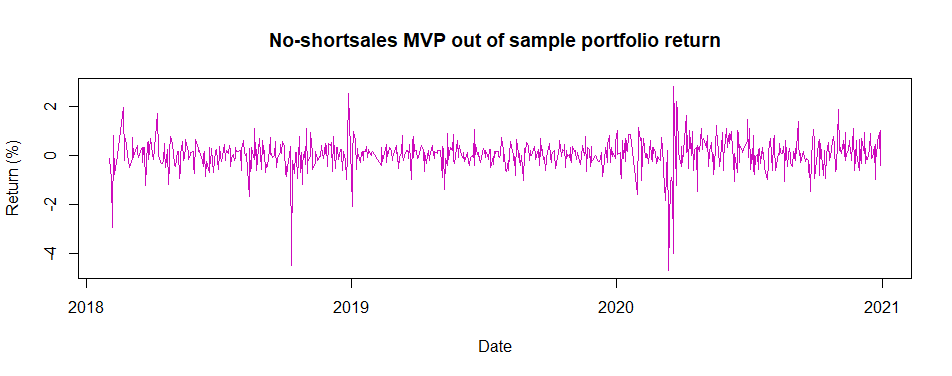 No-shortsales MVP out of sample portfolio return
Return (%)
2
0
-2
-4
2018 2019 2020 2021
Date